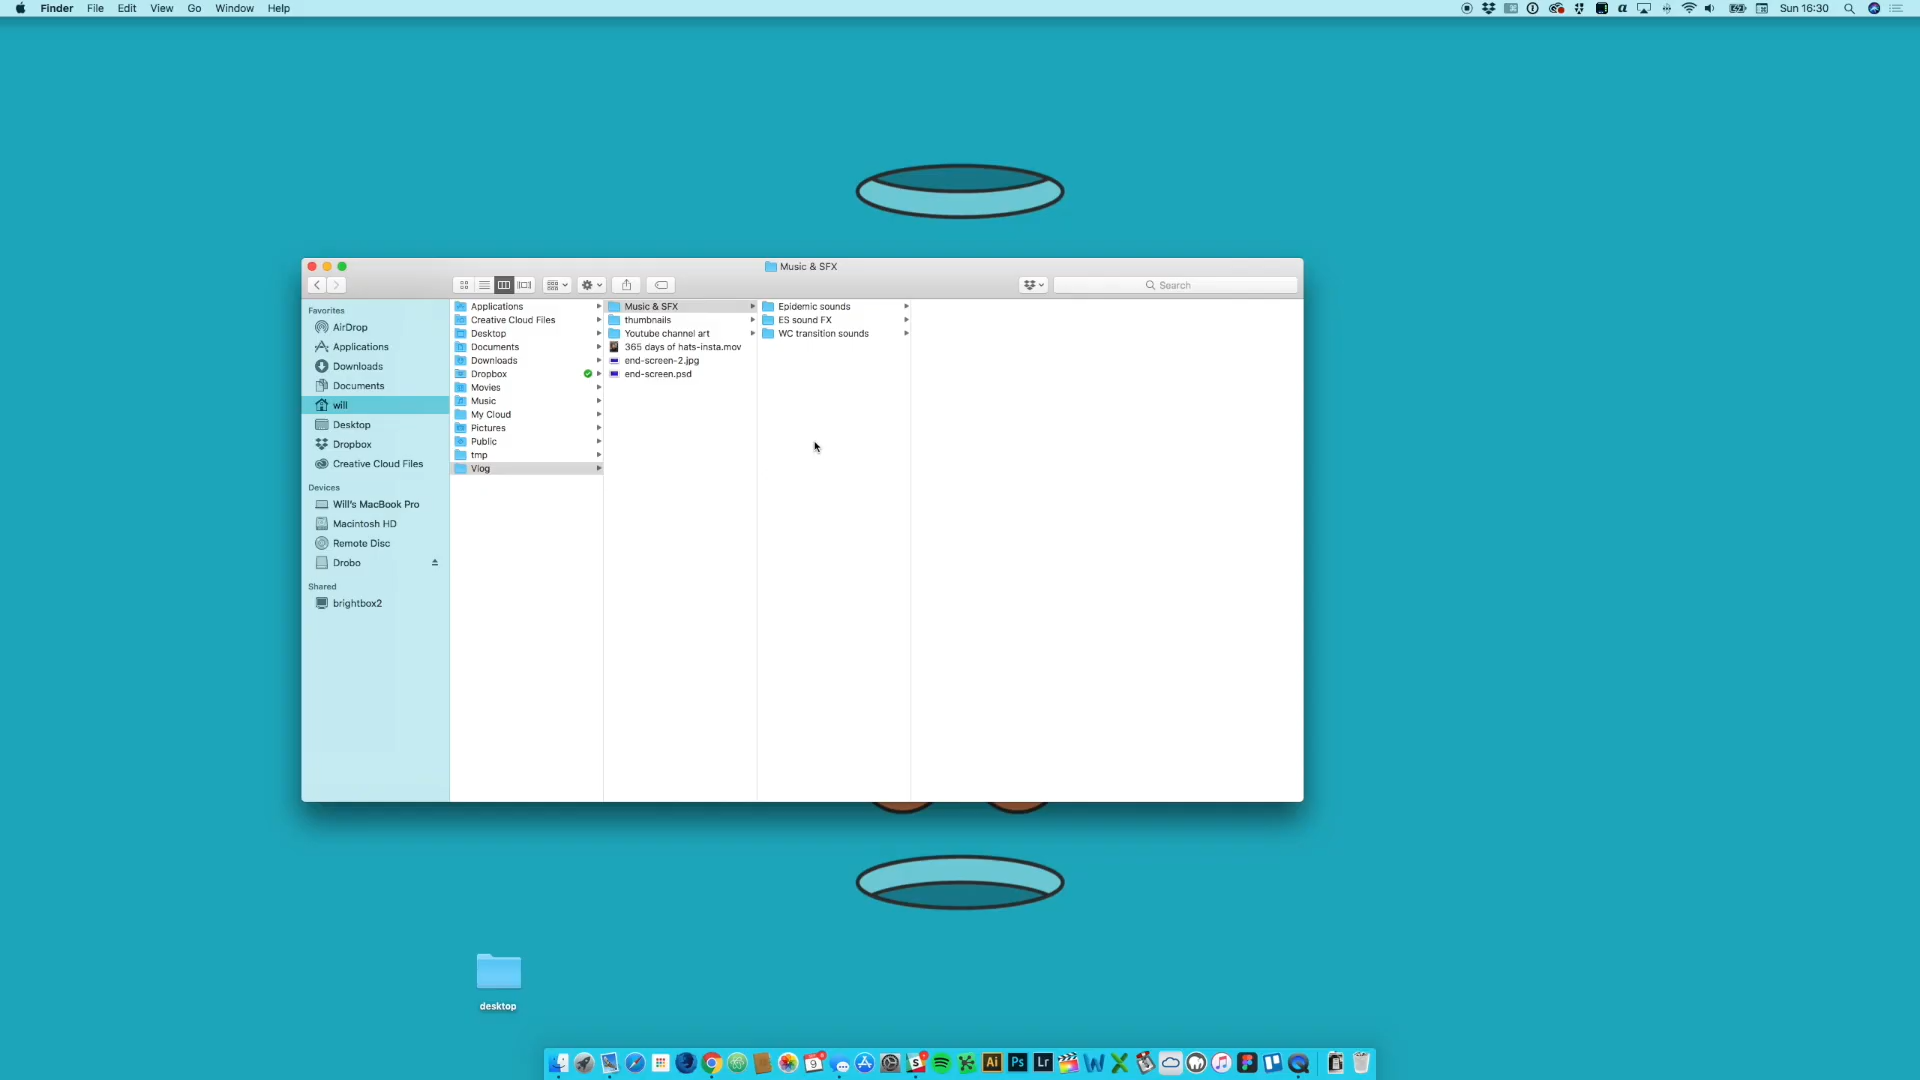 Finder File Edit View Go Window Help
Sun 16:30
Music & SFX
Search
Favorites
AirDrop
Applications
Downloads
Documents
will
Desktop
Dropbox
Creative Cloud Files
Devices
Will's MacBook Pro
Macintosh HD
Remote Disc
Drobo
Shared
brightbox2
Applications
Creative Cloud Files
Desktop
Documents
Downloads
Dropbox
Movies
Music
My Cloud
Pictures
Public
tmp
Vlog
Music & SFX
thumbnails
Youtube channel art
365 days of hats-insta.mov
end-screen-2.jpg
end-screen.psd
Epidemic sounds
ES sound FX
WC transition sounds
desktop
9
Ai
Ps
Lr